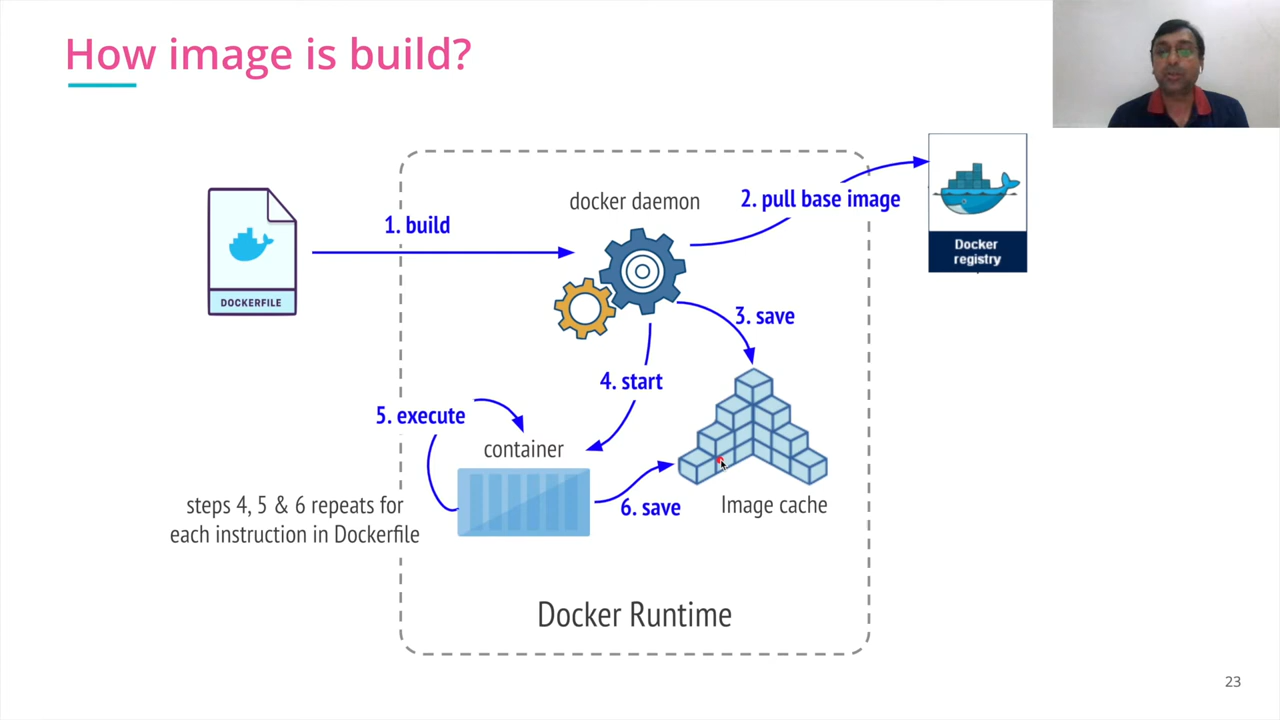 How image is build?
docker daemon
2. pull base image
1. build
Docker
registry
DOCKERFILE
3. save
4. start
5. execute
container
steps 4, 5 & 6 repeats for
each instruction in Dockerfile
6. save
Image cache
Docker Runtime
23